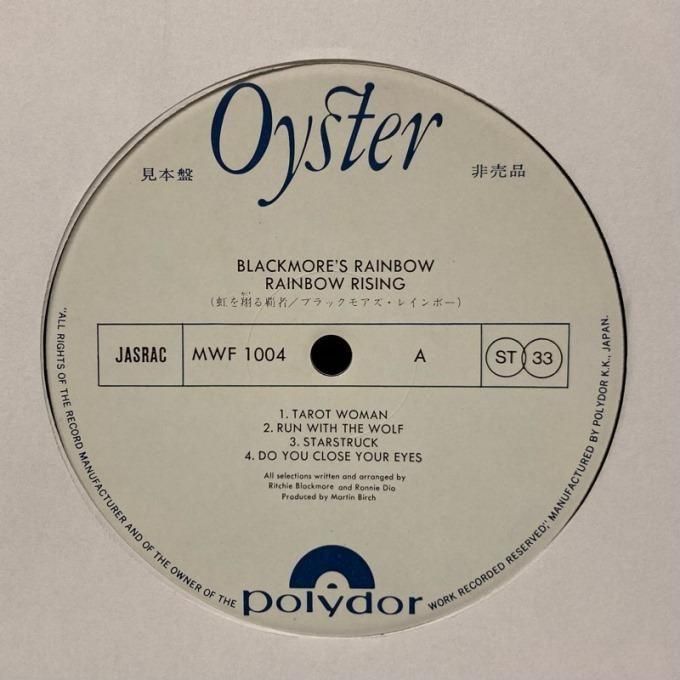 Oyster
見本盤
非売品
BLACKMORE'S RAINBOW
RAINBOW RISING
(虹を翔る覇者/ブラックモアズ・レインボー)
JASRAC
MWF 1004
A
ST 33
1. TAROT WOMAN
2. RUN WITH THE WOLF
3. STARSTRUCK
4. DO YOU CLOSE YOUR EYES
All selections written and arranged by
Ritchie Blackmore and Ronnie Dio
Produced by Martin Birch
polydor
"ALL RIGHTS OF THE RECORD MANUFACTURER AND OF THE OWNER OF THE WORK RECORDED RESERVED," MANUFACTURED BY POLYDOR K.K., JAPAN.